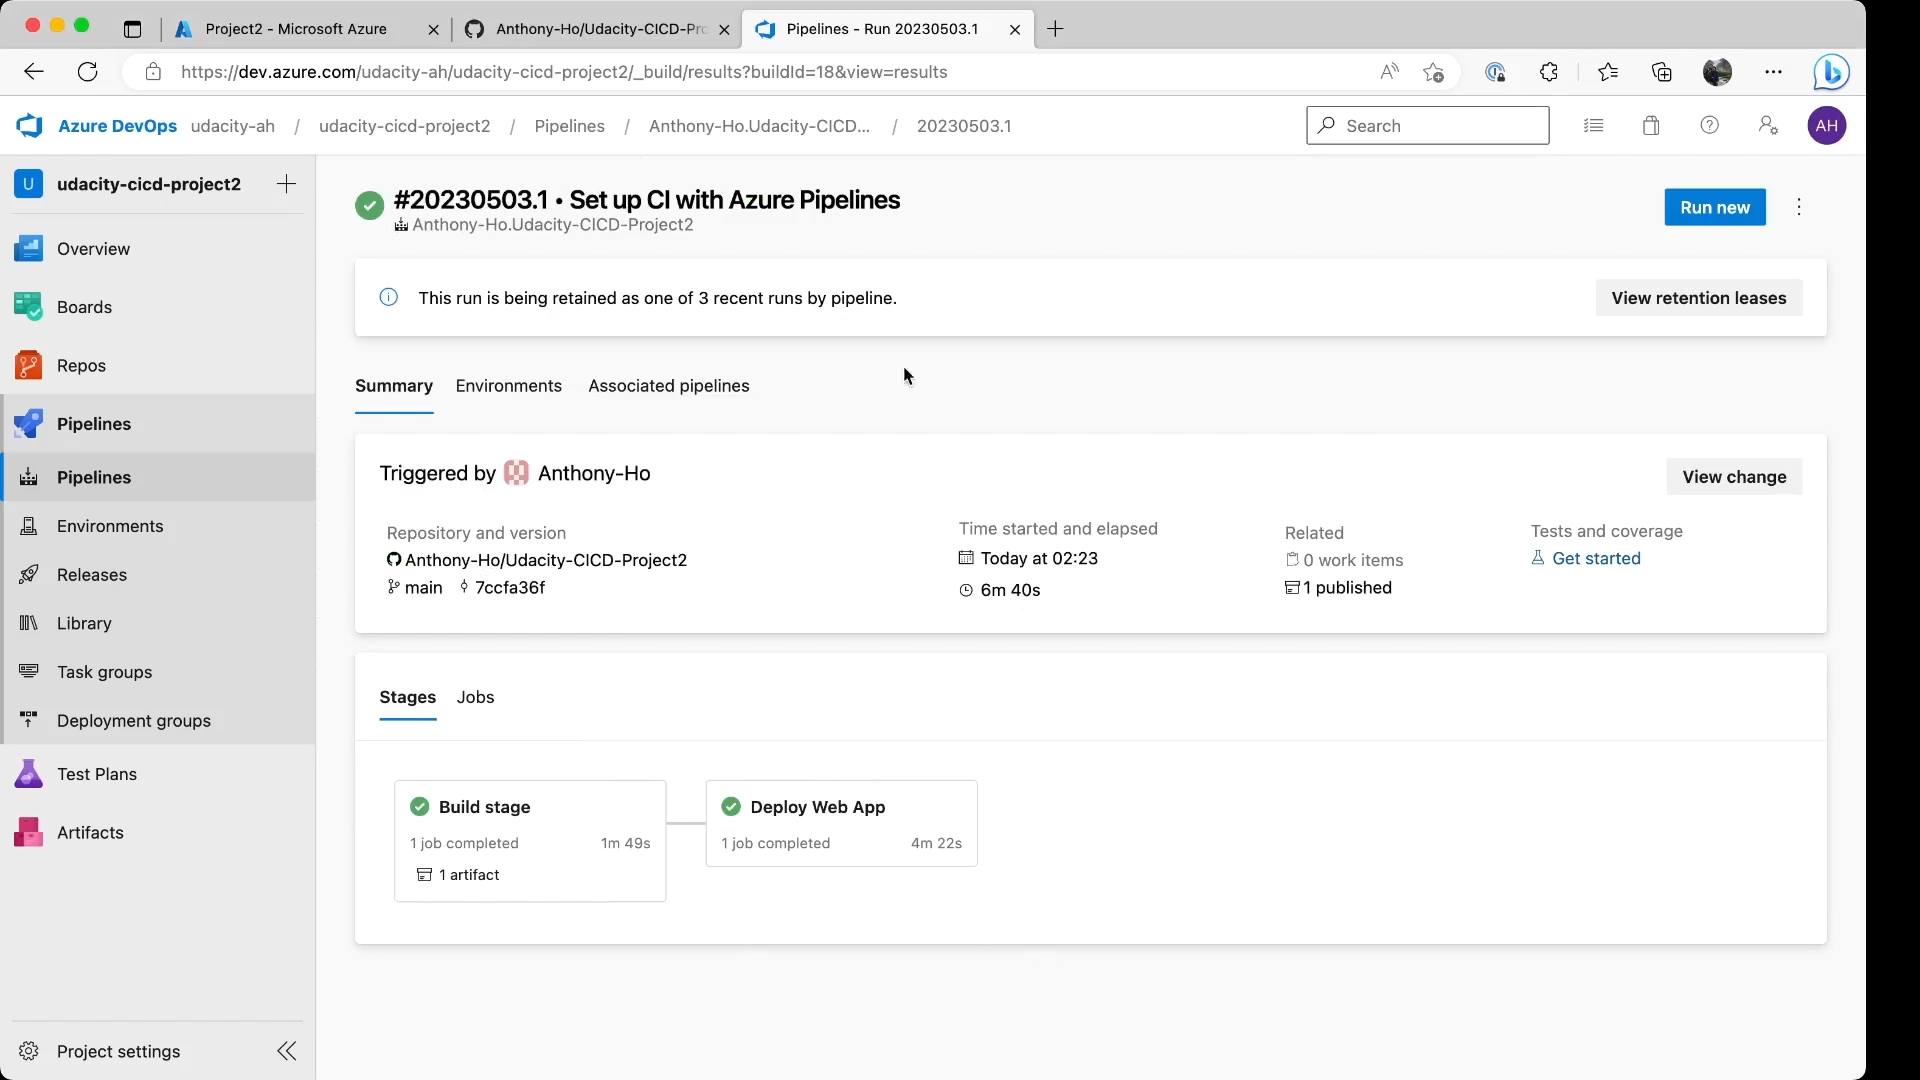 Project2 - Microsoft Azure
Anthony-Ho/Udacity-CICD-Pro
Pipelines - Run 20230503.1
https://dev.azure.com/udacity-ah/udacity-cicd-project2/_build/results?buildId=18&view=results
Azure DevOps udacity-ah / udacity-cicd-project2 / Pipelines / Anthony-Ho.Udacity-CICD... / 20230503.1
Search
AH
U udacity-cicd-project2
Overview
Boards
Repos
Pipelines
Pipelines
Environments
Releases
Library
Task groups
Deployment groups
Test Plans
Artifacts
Project settings
#20230503.1 • Set up CI with Azure Pipelines
Anthony-Ho.Udacity-CICD-Project2
Run new
This run is being retained as one of 3 recent runs by pipeline.
View retention leases
Summary Environments Associated pipelines
Triggered by Anthony-Ho
View change
Repository and version
Anthony-Ho/Udacity-CICD-Project2
main 7ccfa36f
Time started and elapsed
Today at 02:23
6m 40s
Related
0 work items
1 published
Tests and coverage
Get started
Stages Jobs
Build stage
1 job completed 1m 49s
1 artifact
Deploy Web App
1 job completed 4m 22s